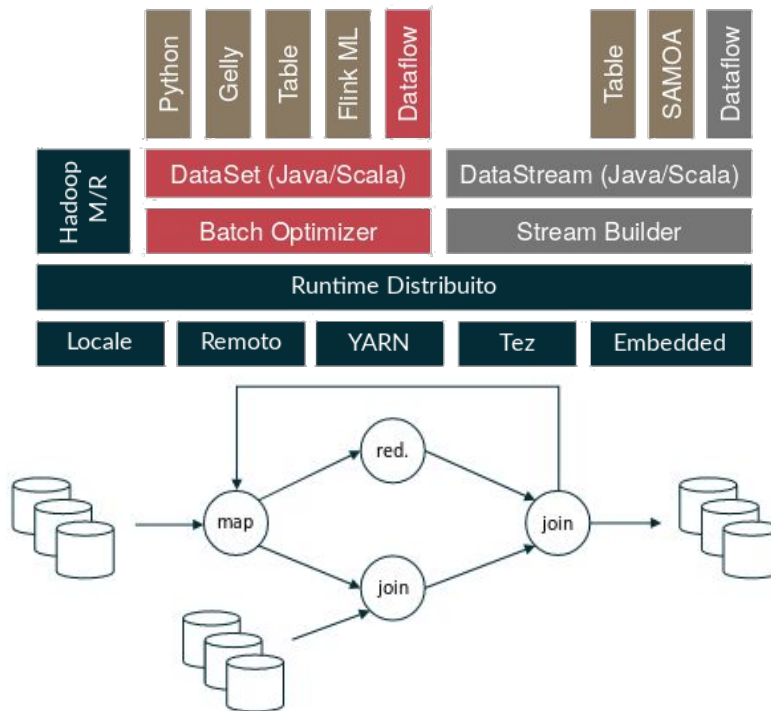 Python
Gelly
Table
Flink ML
Dataflow
Table
SAMOA
Dataflow
Hadoop
M/R
DataSet (Java/Scala)
DataStream (Java/Scala)
Batch Optimizer
Stream Builder
Runtime Distribuito
Locale
Remoto
YARN
Tez
Embedded
red.
map
join
join